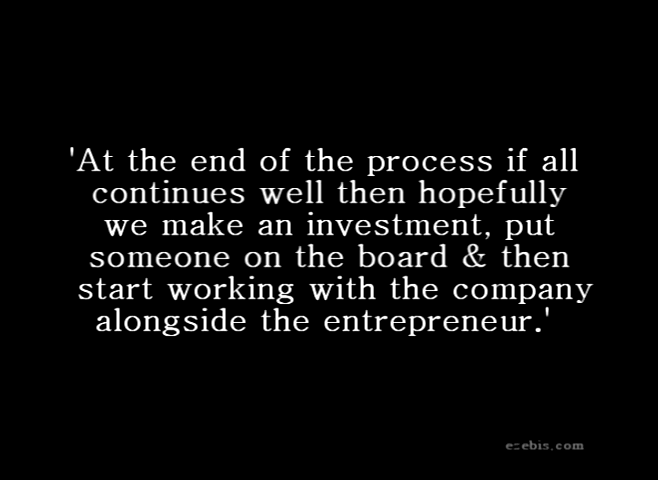 'At the end of the process if all
continues well then hopefully
we make an investment, put
someone on the board & then
start working with the company
alongside the entrepreneur.'
ezebis.com